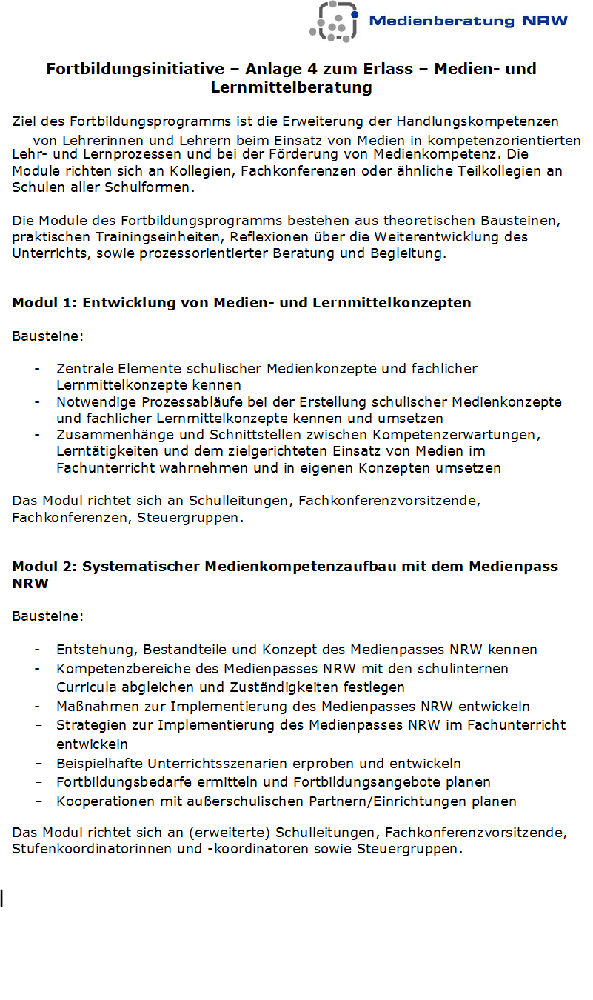 Medienberatung NRW
Fortbildungsinitiative – Anlage 4 zum Erlass – Medien- und
Lernmittelberatung
Ziel des Fortbildungsprogramms ist die Erweiterung der Handlungskompetenzen
von Lehrerinnen und Lehrern beim Einsatz von Medien in kompetenzorientierten
Lehr- und Lernprozessen und bei der Förderung von Medienkompetenz. Die
Module richten sich an Kollegien, Fachkonferenzen oder ähnliche Teilkollegien an
Schulen aller Schulformen.
Die Module des Fortbildungsprogramms bestehen aus theoretischen Bausteinen,
praktischen Trainingseinheiten, Reflexionen über die Weiterentwicklung des
Unterrichts, sowie prozessorientierter Beratung und Begleitung.
Modul 1: Entwicklung von Medien- und Lernmittelkonzepten
Bausteine:
- Zentrale Elemente schulischer Medienkonzepte und fachlicher
Lernmittelkonzepte kennen
- Notwendige Prozessabläufe bei der Erstellung schulischer Medienkonzepte
und fachlicher Lernmittelkonzepte kennen und umsetzen
- Zusammenhänge und Schnittstellen zwischen Kompetenzerwartungen,
Lerntätigkeiten und dem zielgerichteten Einsatz von Medien im
Fachunterricht wahrnehmen und in eigenen Konzepten umsetzen
Das Modul richtet sich an Schulleitungen, Fachkonferenzvorsitzende,
Fachkonferenzen, Steuergruppen.
Modul 2: Systematischer Medienkompetenzaufbau mit dem Medienpass
NRW
Bausteine:
- Entstehung, Bestandteile und Konzept des Medienpasses NRW kennen
- Kompetenzbereiche des Medienpasses NRW mit den schulinternen
Curricula abgleichen und Zuständigkeiten festlegen
- Maßnahmen zur Implementierung des Medienpasses NRW entwickeln
– Strategien zur Implementierung des Medienpasses NRW im Fachunterricht
entwickeln
– Beispielhafte Unterrichtsszenarien erproben und entwickeln
– Fortbildungsbedarfe ermitteln und Fortbildungsangebote planen
– Kooperationen mit außerschulischen Partnern/Einrichtungen planen
Das Modul richtet sich an (erweiterte) Schulleitungen, Fachkonferenzvorsitzende,
Stufenkoordinatorinnen und -koordinatoren sowie Steuergruppen.